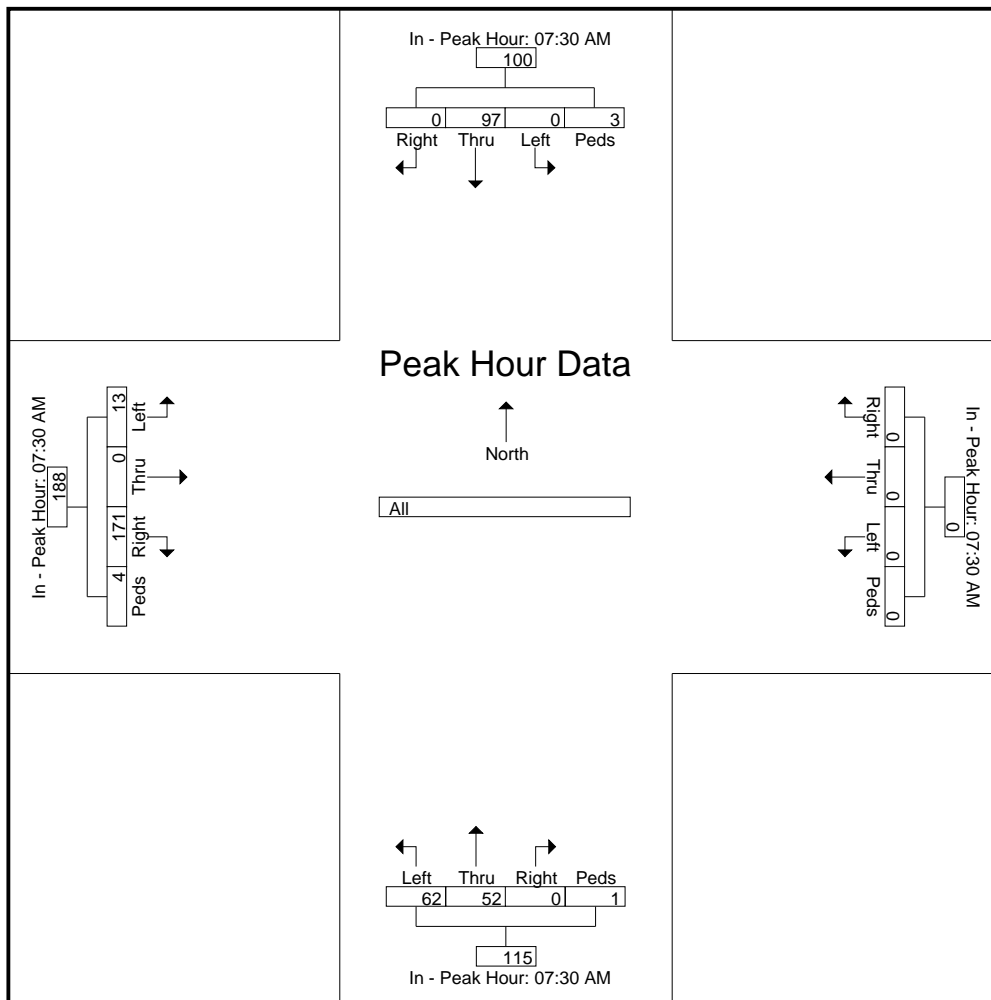 In - Peak Hour: 07:30 AM
100
0 97 0 3
Right Thru Left Peds
Peak Hour Data
North
All
In - Peak Hour: 07:30 AM
188
13 0 171 4
Left Thru Right Peds
In - Peak Hour: 07:30 AM
0
0 0 0 0
Right Thru Left Peds
Left Thru Right Peds
62 52 0 1
115
In - Peak Hour: 07:30 AM